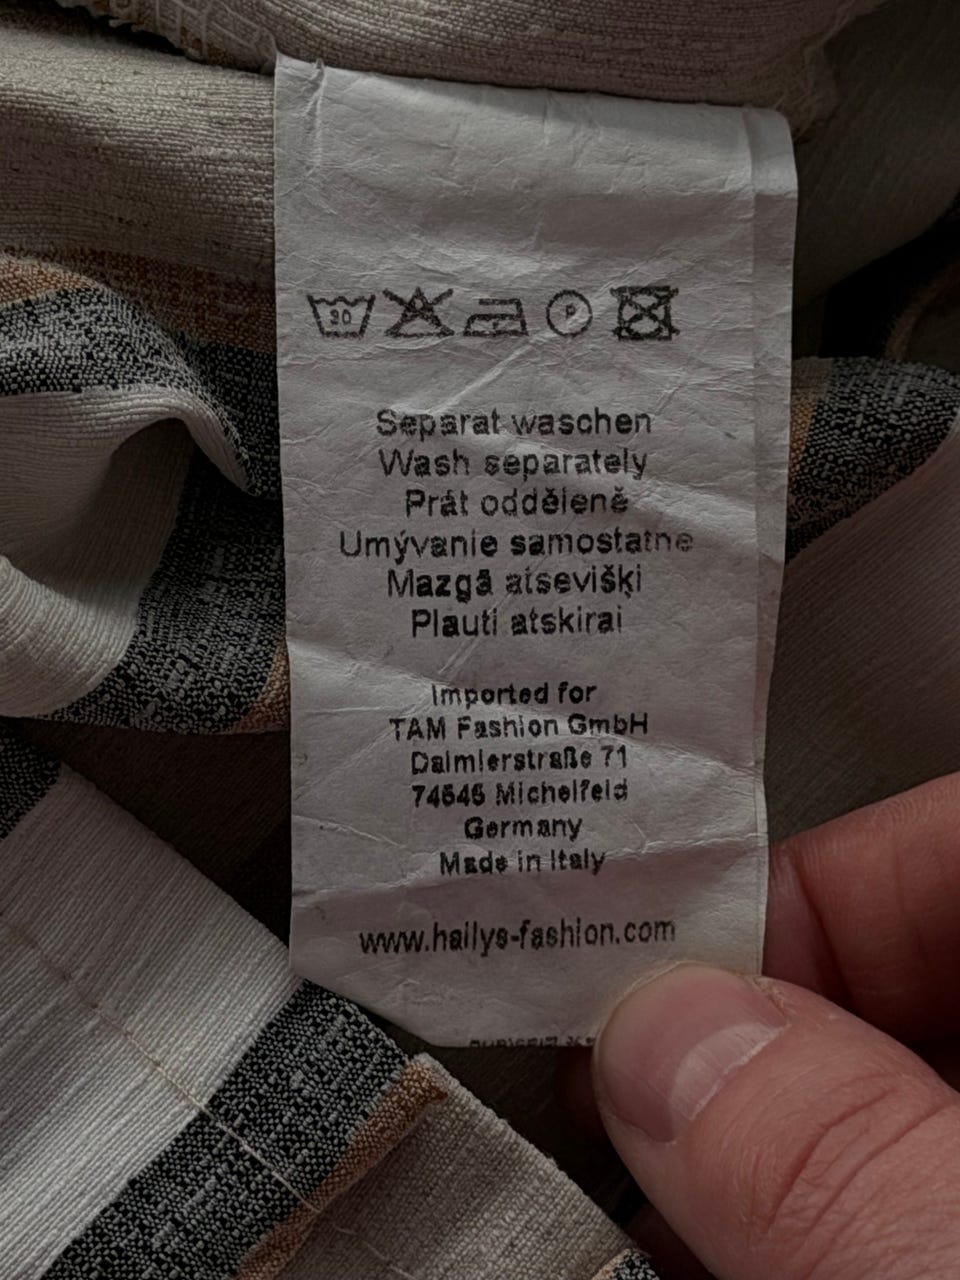 30
P
Separat waschen
Wash separately
Prát odděleně
Umývanie samostatne
Mazgā atsevišķi
Plauti atskirai
Imported for
TAM Fashion GmbH
Daimlerstraße 71
74545 Michelfeld
Germany
Made in Italy
www.hailys-fashion.com